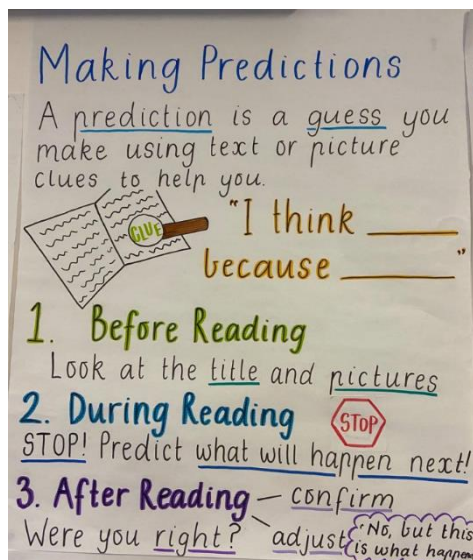 Making Predictions
A prediction is a guess you
make using text or picture
clues to help you.
CLUE
"I think ______
because ______"
1. Before Reading
Look at the title and pictures
2. During Reading STOP
STOP! Predict what will happen next!
3. After Reading — confirm
Were you right? adjust "No, but this
is what happen